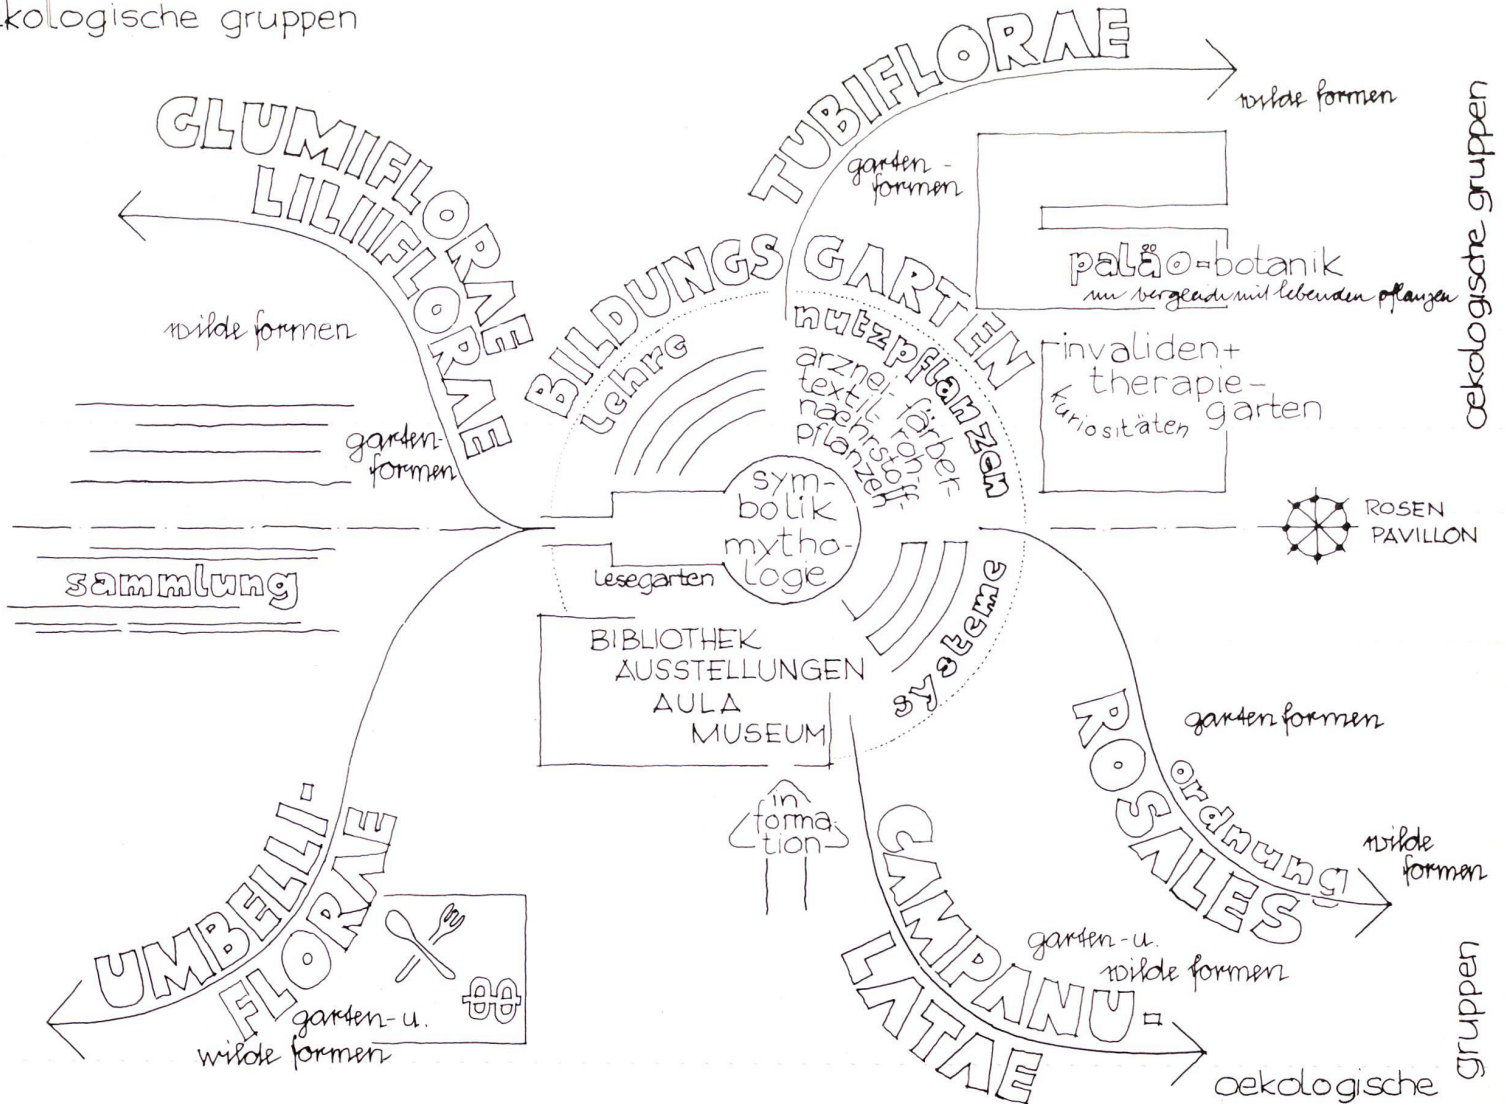 ekologische gruppen
TUBIFLORAE
wilde formen
garten-
formen
oekologische gruppen
GLUMIFLORAE
LILIIFLORAE
wilde formen
garten-
formen
BILDUNGS GARTEN
lehre
nutzpflanzen
arznei- färber-
textil- roh-
naehrstoff-
pflanzen
paläo-botanik
im vergleich mit lebenden pflanzen
invaliden+
therapie-
garten
kuriositäten
sym-
bolik
mytho-
logie
lesegarten
ROSEN
PAVILLON
sammlung
systeme
BIBLIOTHEK
AUSSTELLUNGEN
AULA
MUSEUM
in
forma
tion
ROSALES
ordnung
gartenformen
wilde
formen
UMBELLI-
FLORAE
garten-u.
wilde formen
CAMPANU-
LATAE
garten-u.
wilde formen
oekologische
gruppen